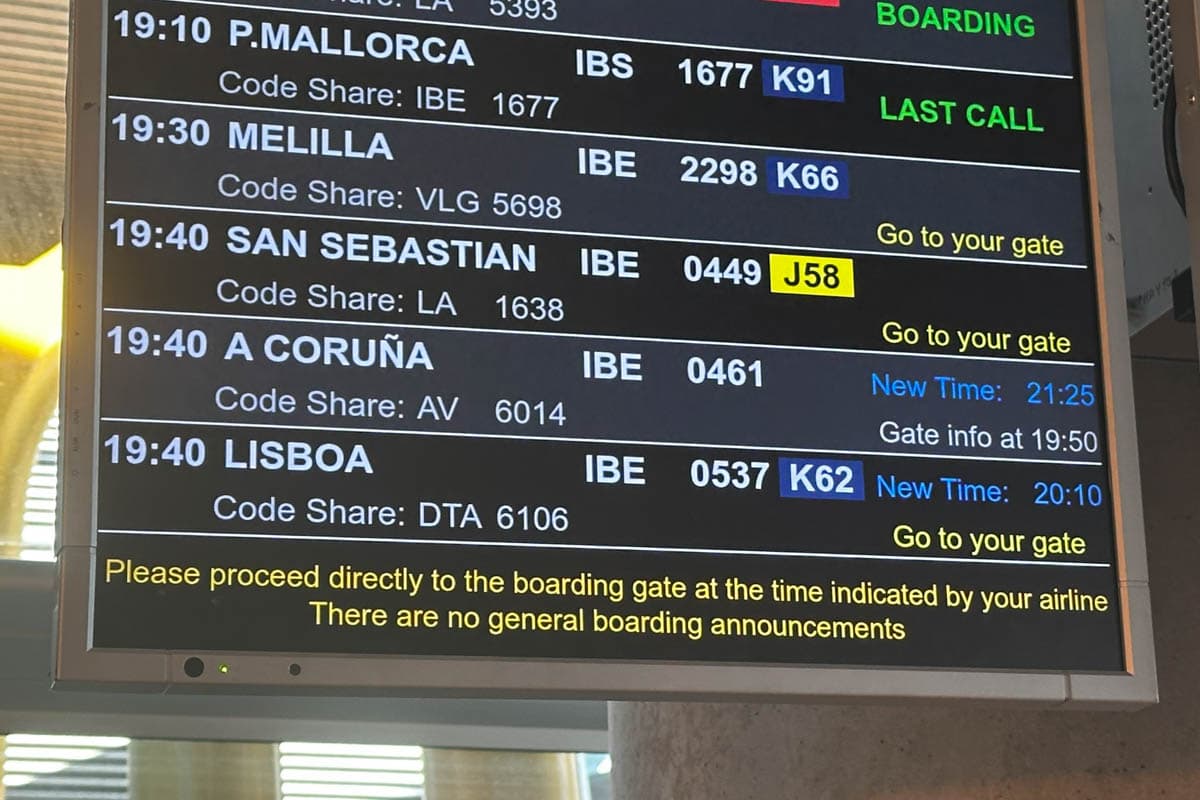 LA 5393
BOARDING
19:10 P.MALLORCA IBS 1677 K91
Code Share: IBE 1677
LAST CALL
19:30 MELILLA IBE 2298 K66
Code Share: VLG 5698
Go to your gate
19:40 SAN SEBASTIAN IBE 0449 J58
Code Share: LA 1638
Go to your gate
19:40 A CORUÑA IBE 0461 New Time: 21:25
Code Share: AV 6014
Gate info at 19:50
19:40 LISBOA IBE 0537 K62 New Time: 20:10
Code Share: DTA 6106
Go to your gate
Please proceed directly to the boarding gate at the time indicated by your airline
There are no general boarding announcements